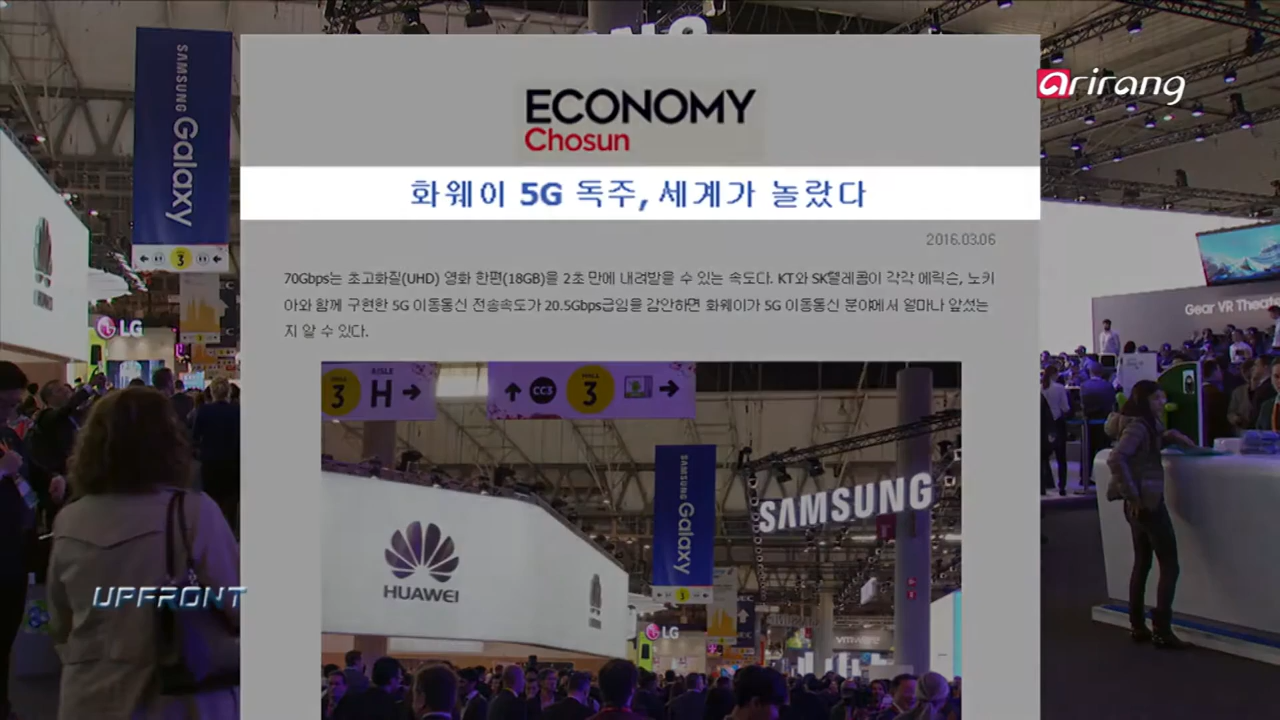 SAMSUNG Galaxy
3
LG
arirang
ECONOMY
Chosun
화웨이 5G 독주, 세계가 놀랐다
2016.03.06
70Gbps는 초고화질(UHD) 영화 한편(18GB)을 2초 만에 내려받을 수 있는 속도다. KT와 SK텔레콤이 각각 에릭슨, 노키
아와 함께 구현한 5G 이동통신 전송속도가 20.5Gbps급임을 감안하면 화웨이가 5G 이동통신 분야에서 얼마나 앞섰는
지 알 수 있다.
HALL
3
AISLE
H
CC3
HALL
3
SAMSUNG Galaxy
3
SAMSUNG
HUAWEI
LG
vmware
Gear VR
UPFRONT